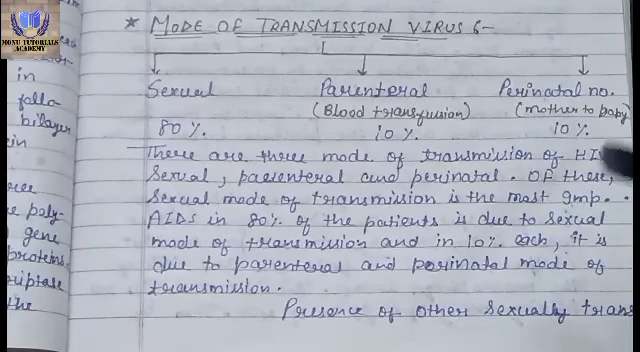 MONU TUTORIALS
ACADEMY
* MODE OF TRANSMISSION VIRUS :-
Sexual Parenteral Perinatal no.
(Blood transfusion) (mother to baby
80%. 10%. 10%.
There are three mode of transmission of HI
Sexual, parenteral and perinatal. OF these,
Sexual mode of transmission is the most Imp.
AIDS in 80% of the patients is due to sexual
mode of transmission and in 10% each, it is
due to parenteral and perinatal mode of
transmission.
Presence of other Sexually trans
in
follo
bilayer
ein
ree
e poly-
gene
proteins
riptase
the